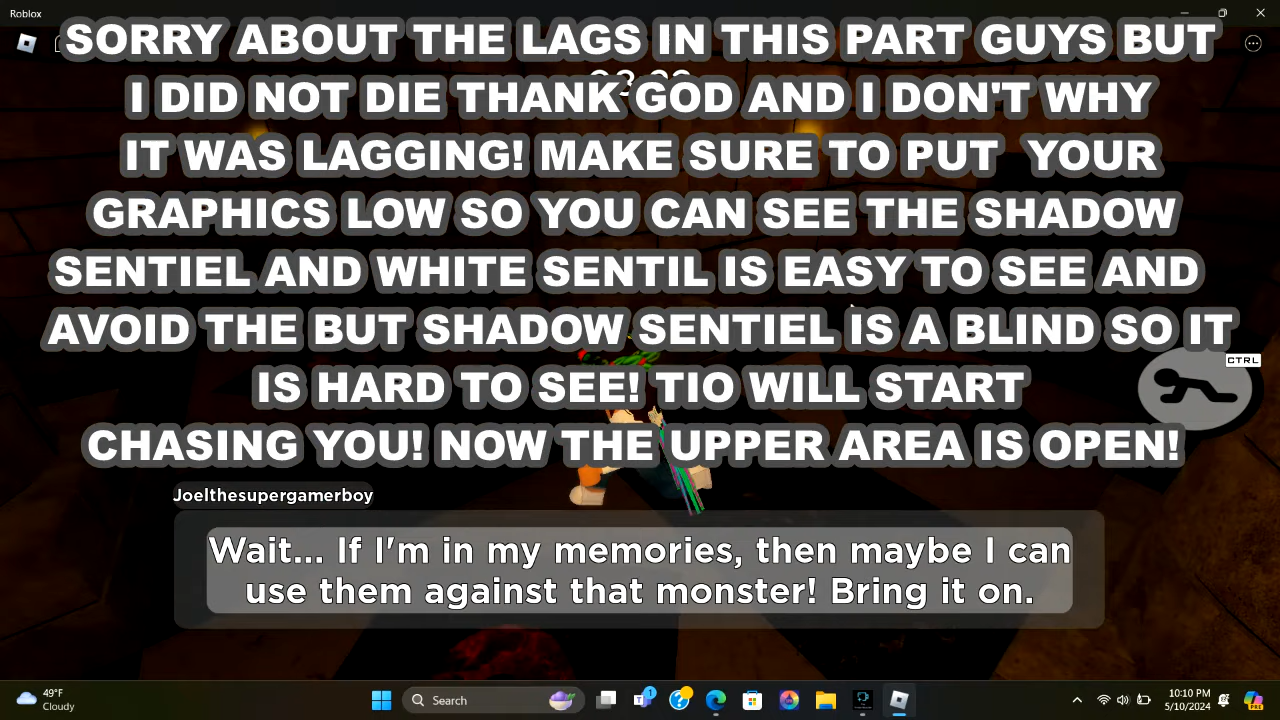 Roblox
SORRY ABOUT THE LAGS IN THIS PART GUYS BUT
I DID NOT DIE THANK GOD AND I DON'T WHY
IT WAS LAGGING! MAKE SURE TO PUT YOUR
GRAPHICS LOW SO YOU CAN SEE THE SHADOW
SENTIEL AND WHITE SENTIL IS EASY TO SEE AND
AVOID THE BUT SHADOW SENTIEL IS A BLIND SO IT
IS HARD TO SEE! TIO WILL START
CHASING YOU! NOW THE UPPER AREA IS OPEN!
CTRL
Joelthesupergamerboy
Wait... If I'm in my memories, then maybe I can
use them against that monster! Bring it on.
49°F
Cloudy
Search
1
10:10 PM
5/10/2024
PRE